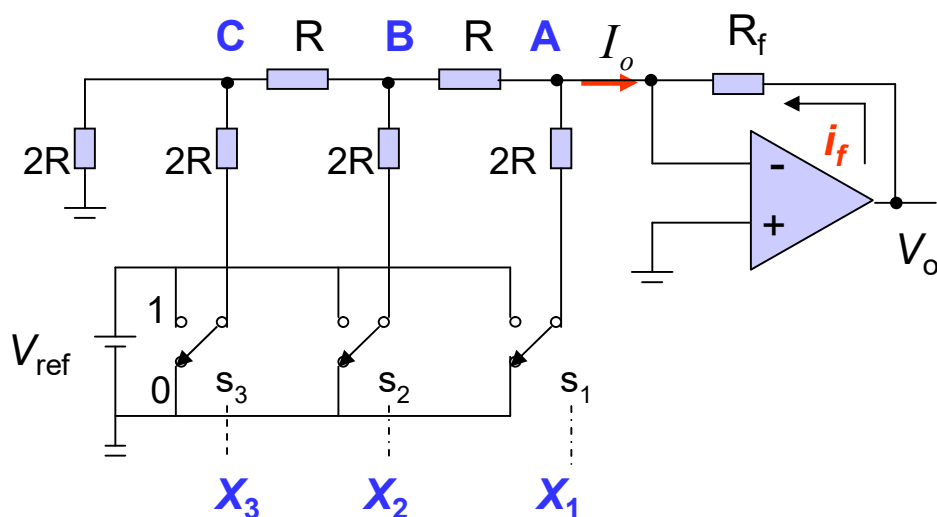 C R B R A I_o R_f
2R 2R 2R 2R i_f
-
+
V_o
1
V_ref
0 s_3 s_2 s_1
X_3 X_2 X_1